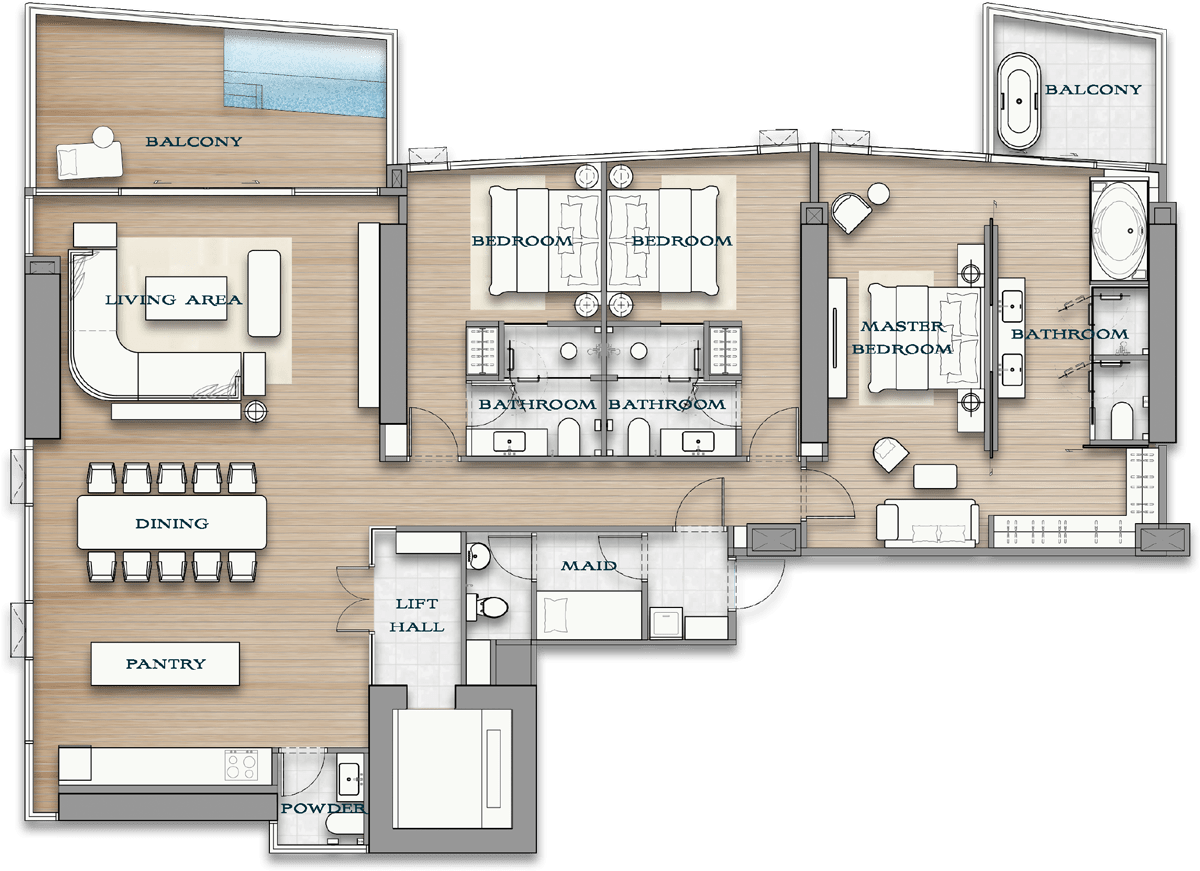 BALCONY
BALCONY
BEDROOM
BEDROOM
LIVING AREA
MASTER
BEDROOM
BATHROOM
BATHROOM
BATHROOM
DINING
MAID
LIFT
HALL
PANTRY
POWDER